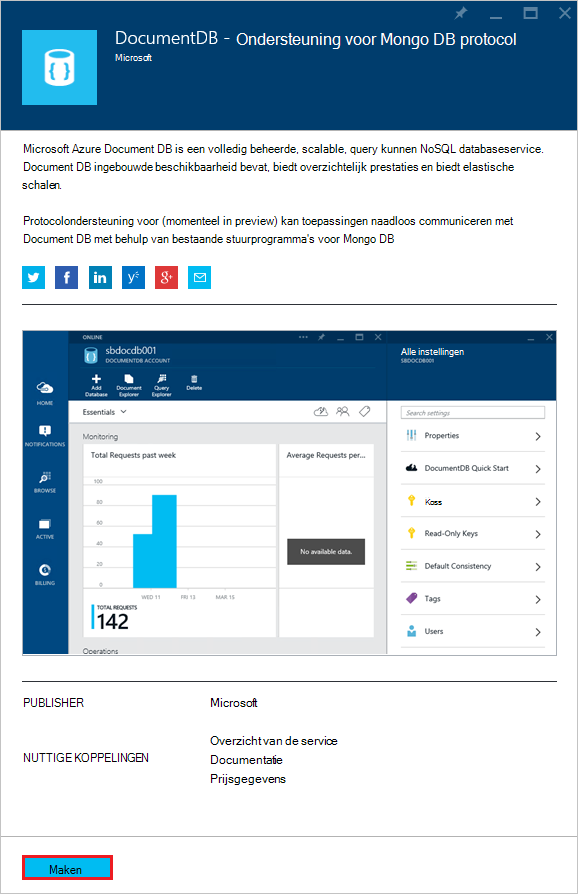 DocumentDB - Ondersteuning voor Mongo DB protocol
Microsoft
Microsoft Azure Document DB is een volledig beheerde, scalable, query kunnen NoSQL databaseservice.
Document DB ingebouwde beschikbaarheid bevat, biedt overzichtelijk prestaties en biedt elastische
schalen.
Protocolondersteuning voor (momenteel in preview) kan toepassingen naadloos communiceren met
Document DB met behulp van bestaande stuurprogramma's voor Mongo DB
ONLINE
sbdocdb001
DOCUMENTDB ACCOUNT
Add Database
Document Explorer
Query Explorer
Delete
HOME
NOTIFICATIONS
BROWSE
ACTIVE
BILLING
Essentials
Monitoring
Total Requests past week
100
80
60
40
20
0
WED 11 FRI 13 MAR 15
TOTAL REQUESTS
142
Average Requests per...
No available data.
Operations
Alle instellingen
SBDOCDB001
Search settings
Properties
DocumentDB Quick Start
Koss
Read-Only Keys
Default Consistency
Tags
Users
PUBLISHER Microsoft
NUTTIGE KOPPELINGEN
Overzicht van de service
Documentatie
Prijsgegevens
Maken